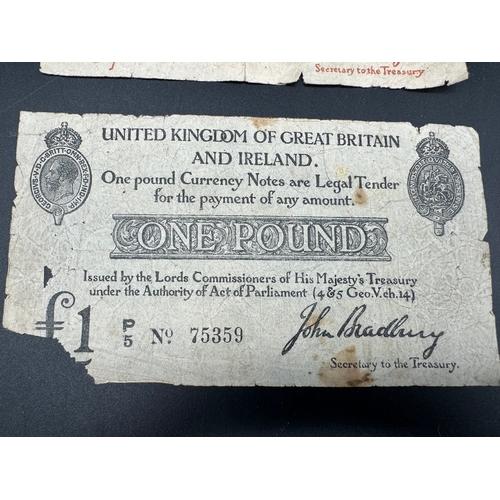 Secretary to the Treasury
UNITED KINGDOM OF GREAT BRITAIN
AND IRELAND.
One pound Currency Notes are Legal Tender
for the payment of any amount.
ONE POUND
Issued by the Lords Commissioners of His Majesty's Treasury
under the Authority of Act of Parliament (4 & 5 Geo.V.ch.14)
£1 P/5 No 75359 John Bradbury
Secretary to the Treasury.